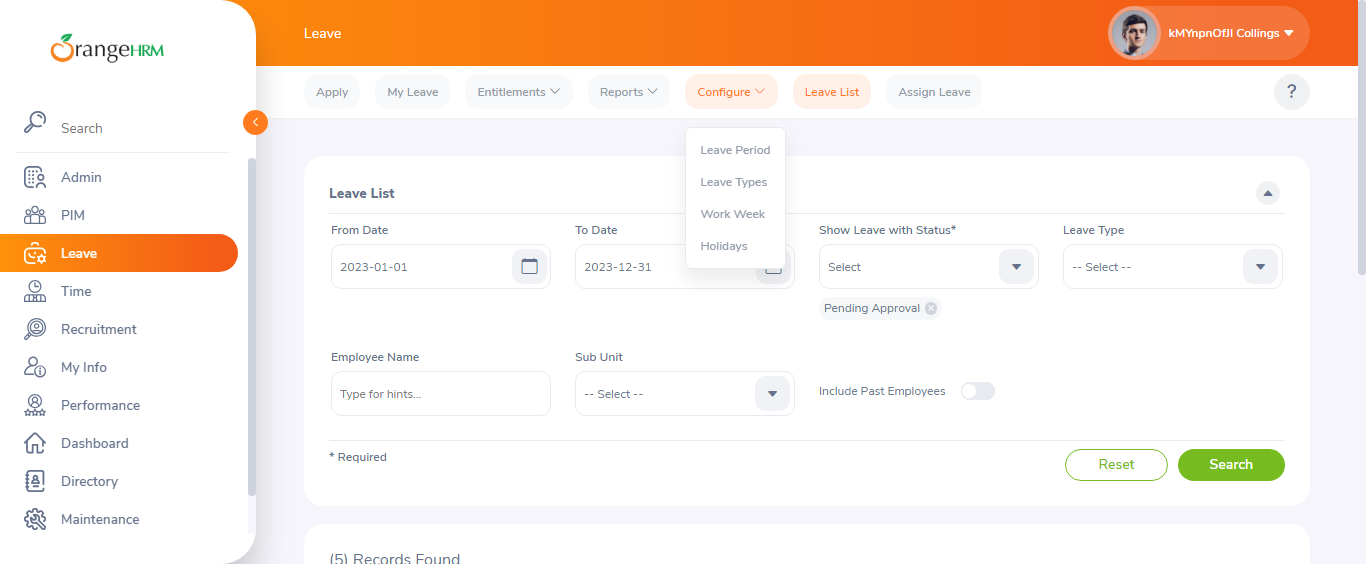 OrangeHRM
Leave
kMYnpnOfJl Collings
Search
Admin
PIM
Leave
Time
Recruitment
My Info
Performance
Dashboard
Directory
Maintenance
Apply
My Leave
Entitlements
Reports
Configure
Leave List
Assign Leave
?
Leave Period
Leave Types
Work Week
Holidays
Leave List
From Date
To Date
Show Leave with Status*
Leave Type
2023-01-01
2023-12-31
Select
-- Select --
Pending Approval
Employee Name
Sub Unit
Type for hints...
-- Select --
Include Past Employees
* Required
Reset
Search
(5) Records Found